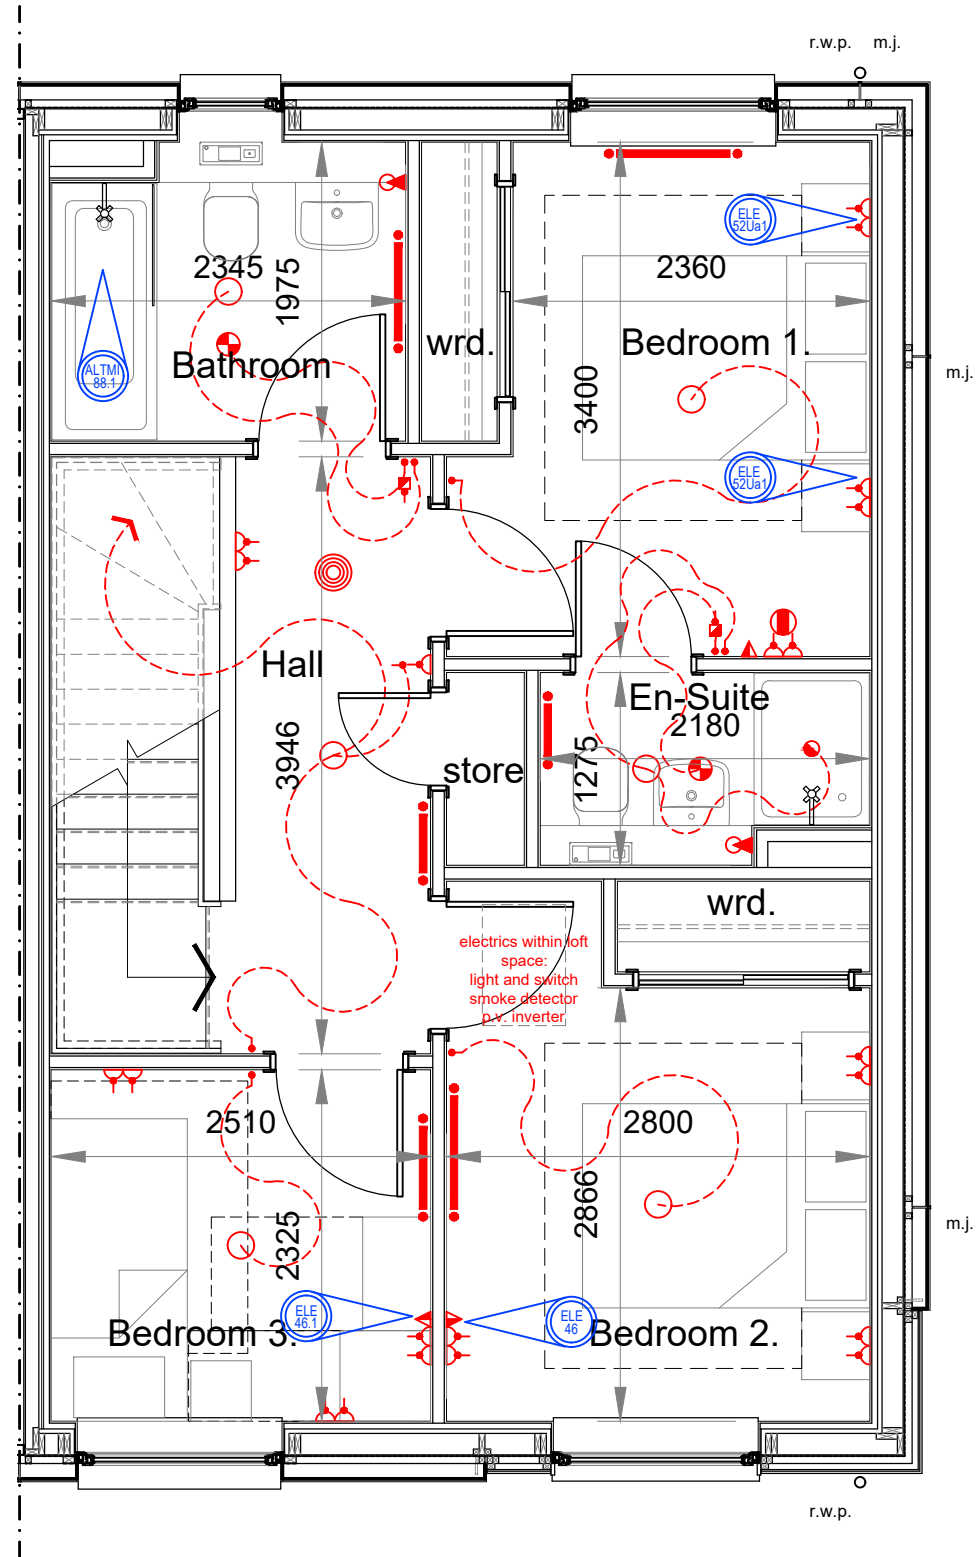 r.w.p. m.j.
ELE
52Ua1
2345
1975
2360
Bathroom
wrd.
Bedroom 1.
ALTMI
88.1
3400
m.j.
ELE
52Ua1
Hall
En-Suite
2180
3946
store
1275
wrd.
electrics within loft
space:
light and switch
smoke detector
p.v. inverter
2510
2800
2866
2325
m.j.
ELE
46.1
ELE
46
Bedroom 3.
Bedroom 2.
r.w.p.